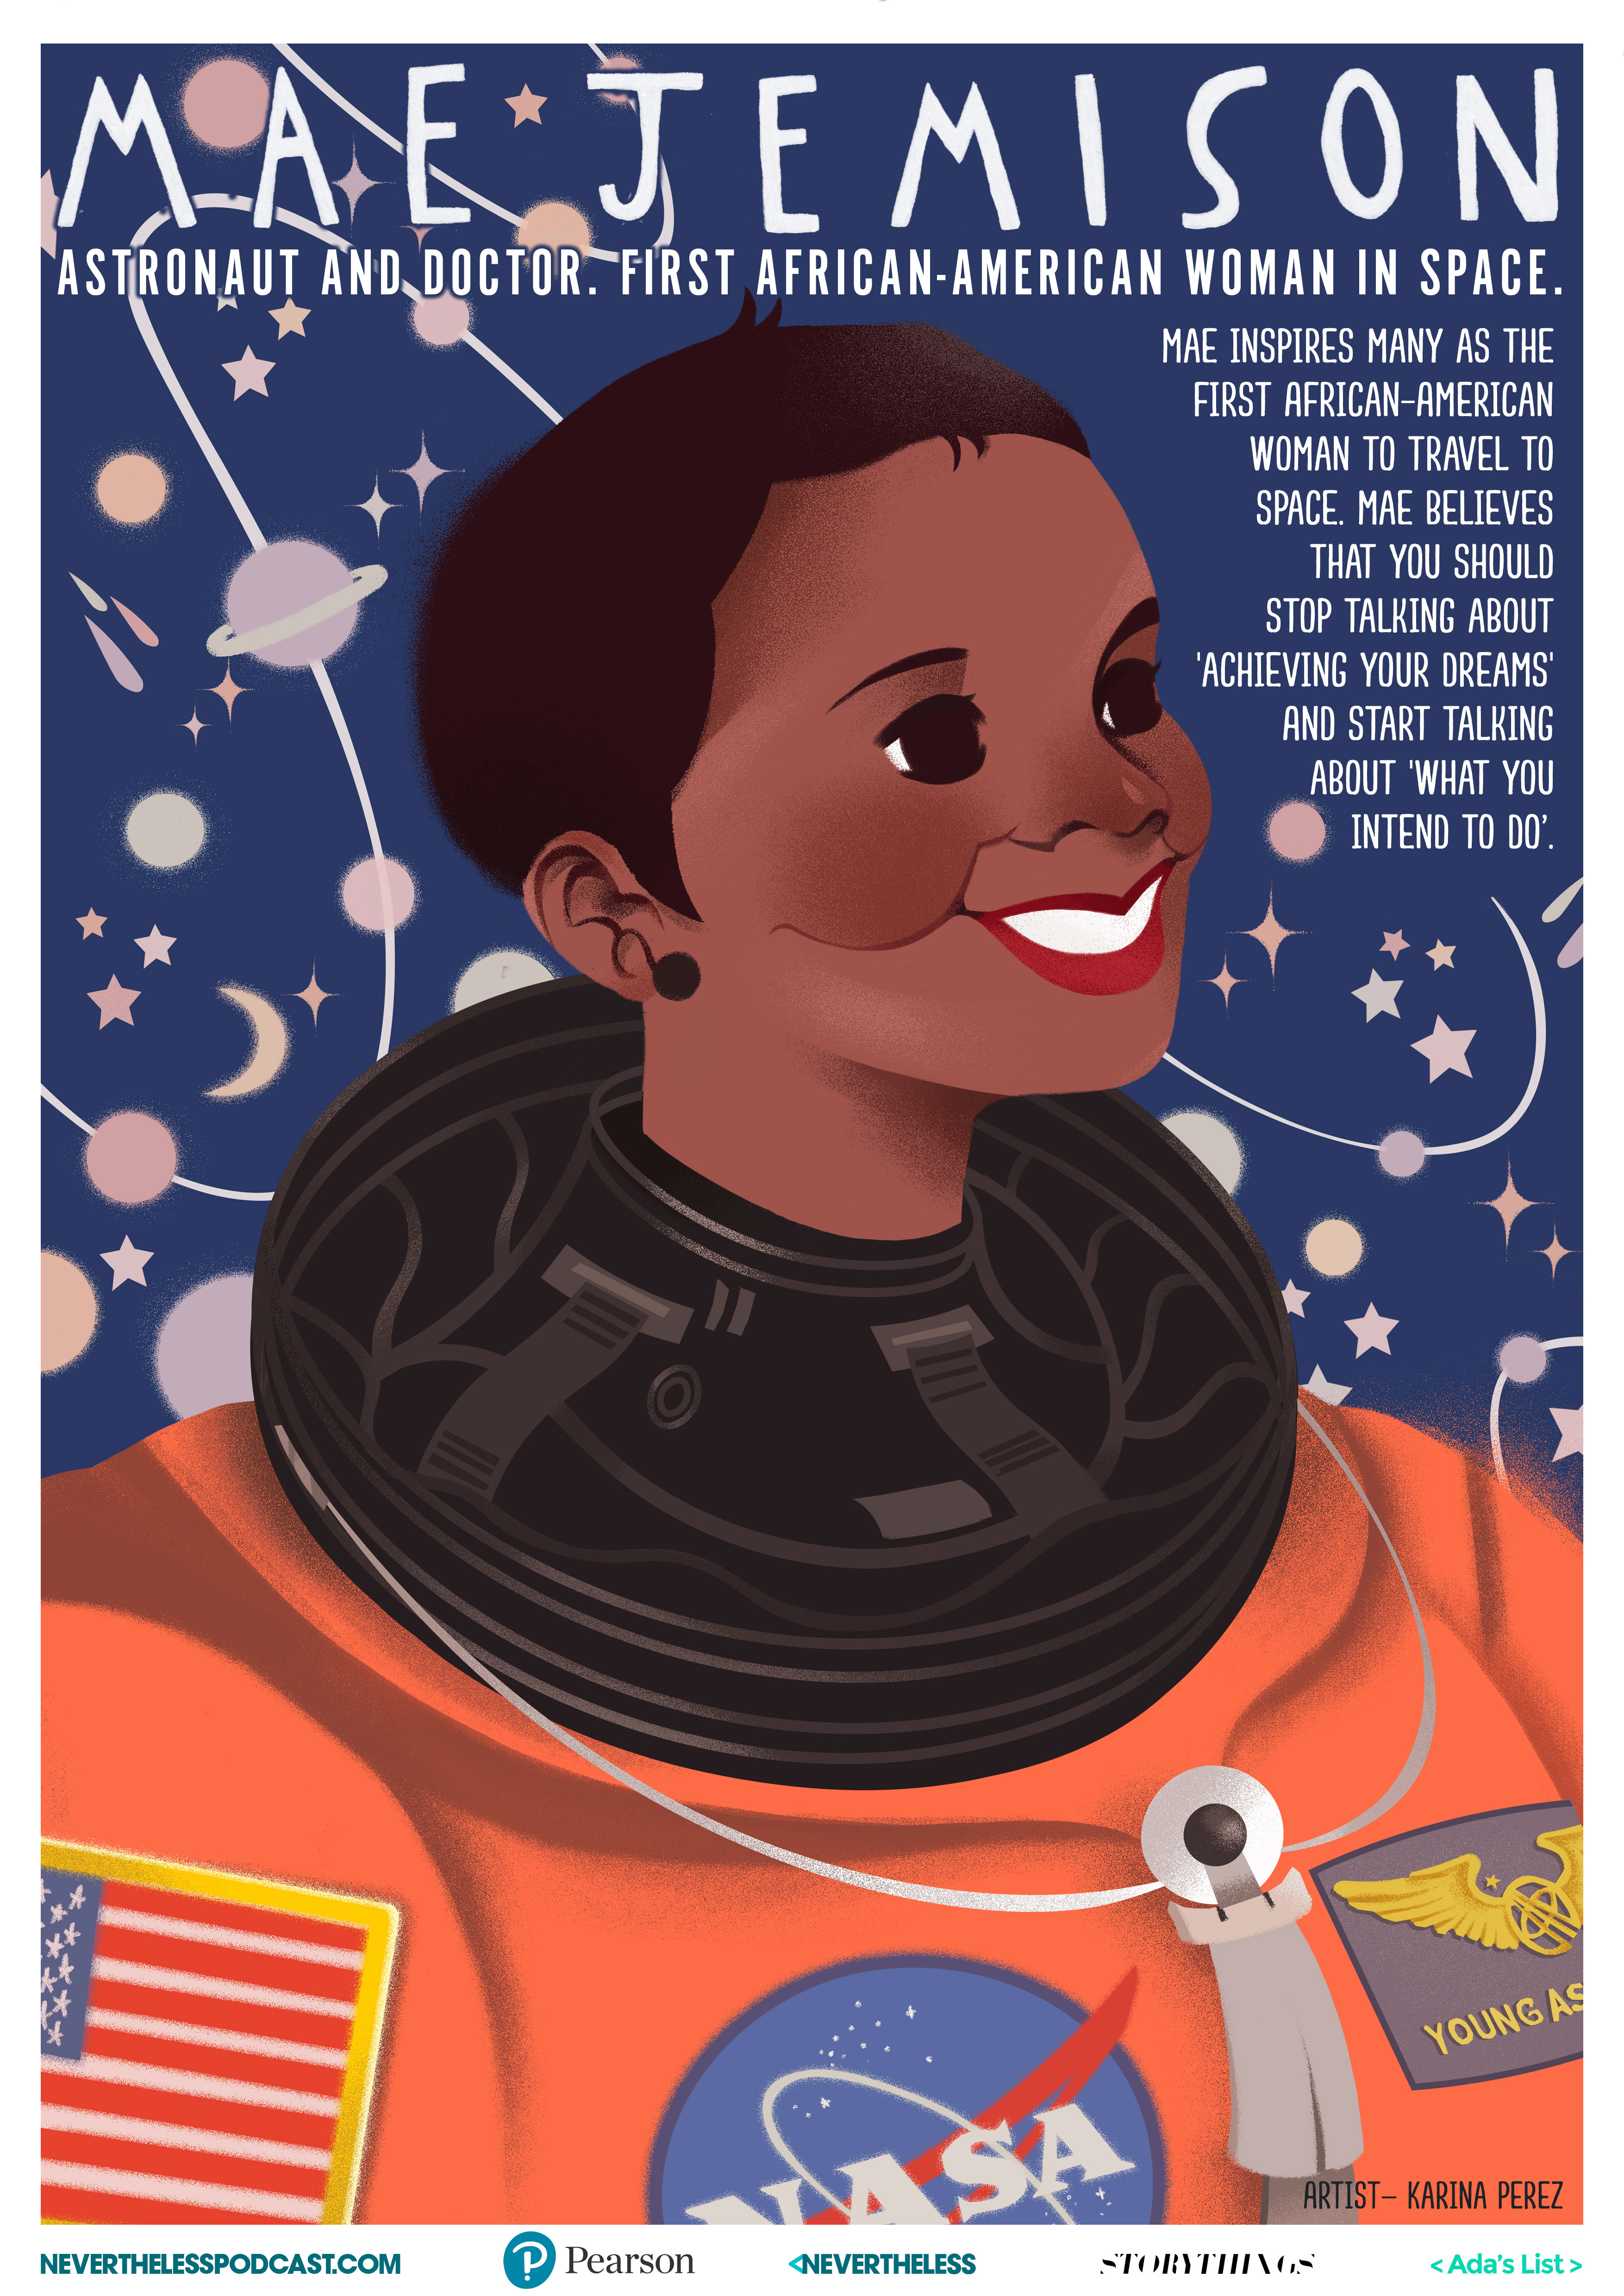 MAE JEMISON
ASTRONAUT AND DOCTOR. FIRST AFRICAN-AMERICAN WOMAN IN SPACE.
MAE INSPIRES MANY AS THE
FIRST AFRICAN-AMERICAN
WOMAN TO TRAVEL TO
SPACE. MAE BELIEVES
THAT YOU SHOULD
STOP TALKING ABOUT
'ACHIEVING YOUR DREAMS'
AND START TALKING
ABOUT 'WHAT YOU
INTEND TO DO’.
YOUNG AS
NASA
ARTIST– KARINA PEREZ
NEVERTHELESSPODCAST.COM
Pearson
<NEVERTHELESS
STORYTHINGS
<Ada's List>